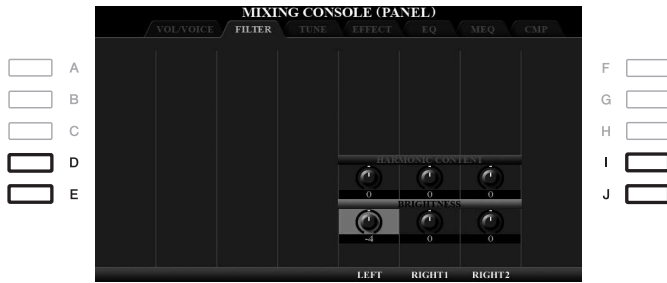 MIXING CONSOLE (PANEL)
VOL/VOICE FILTER TUNE EFFECT EQ MEQ CMP
A F
B G
C H
D I
E J
HARMONIC CONTENT
0 0 0
BRIGHTNESS
-4 0 0
LEFT RIGHT1 RIGHT2